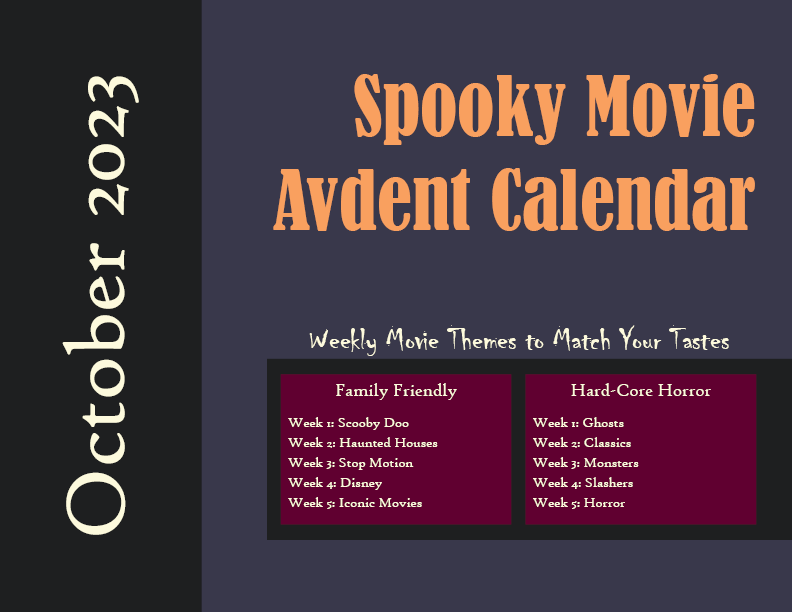 October 2023
Spooky Movie
Avdent Calendar
Weekly Movie Themes to Match Your Tastes
Family Friendly
Week 1: Scooby Doo
Week 2: Haunted Houses
Week 3: Stop Motion
Week 4: Disney
Week 5: Iconic Movies
Hard-Core Horror
Week 1: Ghosts
Week 2: Classics
Week 3: Monsters
Week 4: Slashers
Week 5: Horror